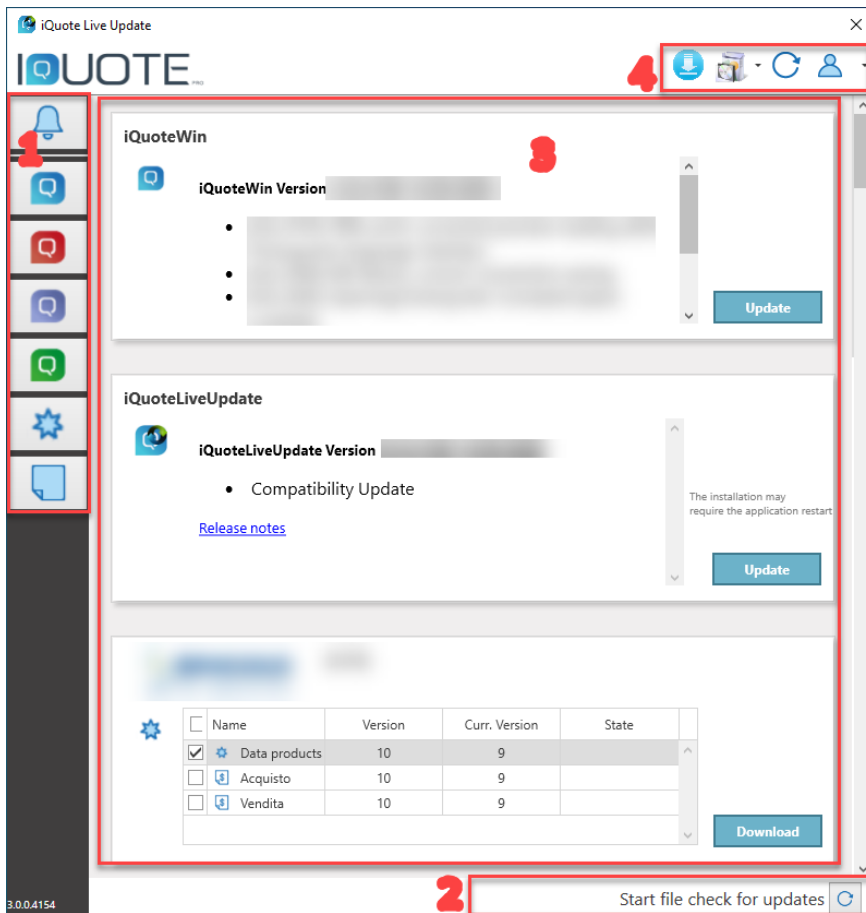 iQuote Live Update
IQUOTE PRO
4
1
3
iQuoteWin
iQuoteWin Version
Update
iQuoteLiveUpdate
iQuoteLiveUpdate Version
Compatibility Update
Release notes
The installation may
require the application restart
Update
Name Version Curr. Version State
Data products 10 9
Acquisto 10 9
Vendita 10 9
Download
2
Start file check for updates
3.0.0.4154